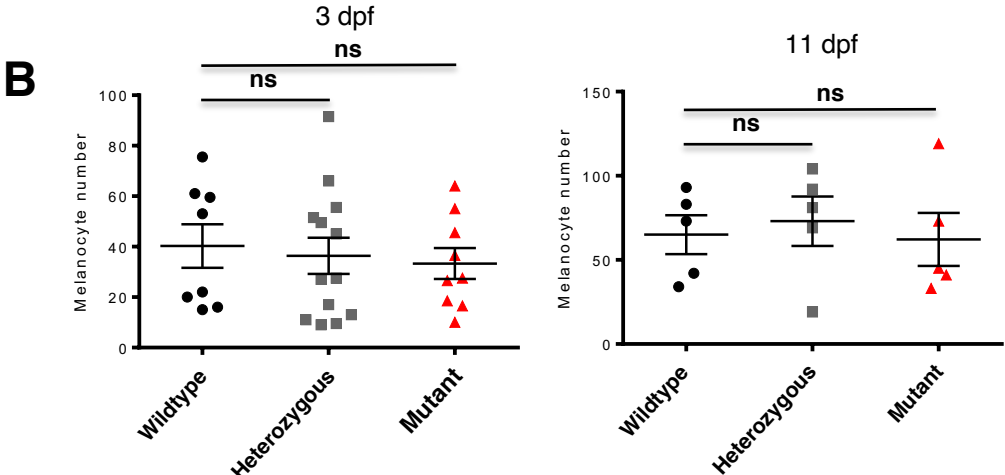 B
3 dpf
ns
ns
Melanocyte number
100
80
60
40
20
0
Wildtype
Heterozygous
Mutant
11 dpf
ns
ns
Melanocyte number
150
100
50
0
Wildtype
Heterozygous
Mutant